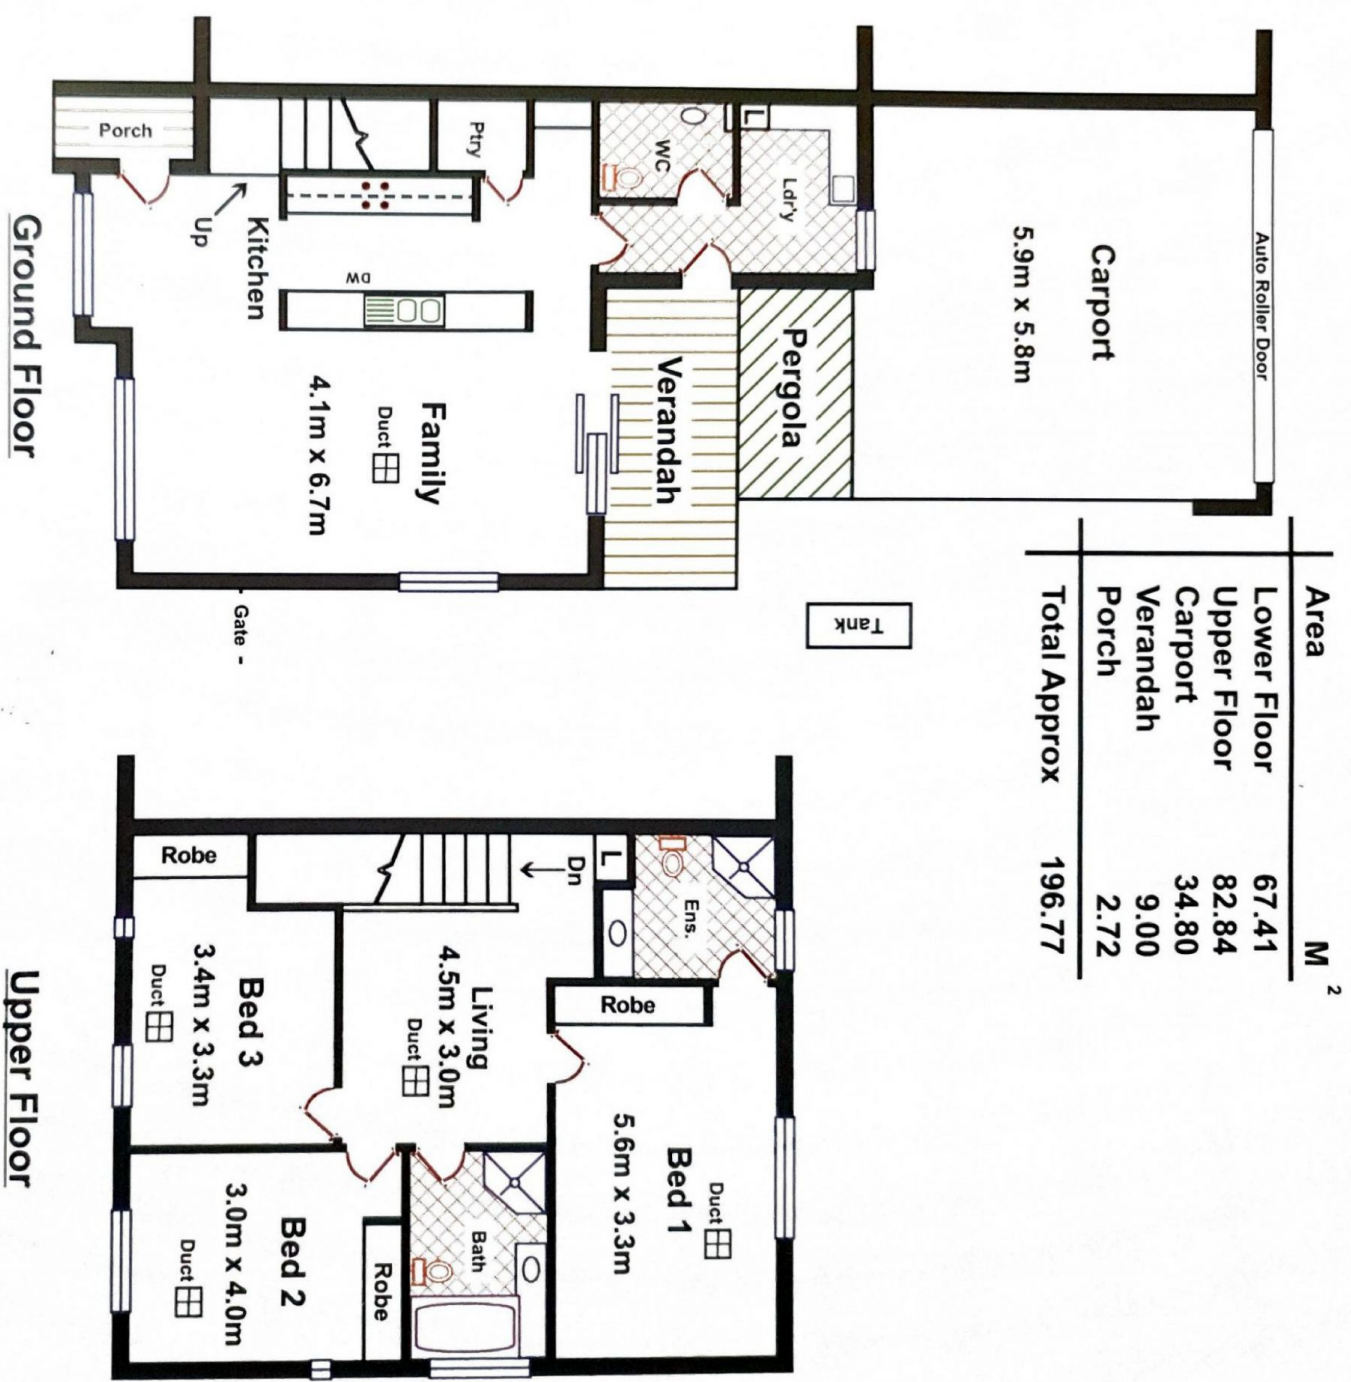 Auto Roller Door
Carport
5.9m x 5.8m
L
Ldr'y
WC
Ptry
Porch
Up
Kitchen
DW
Pergola
Verandah
Family
4.1m x 6.7m
Duct
Gate
Tank
Ground Floor
Area M²
Lower Floor 67.41
Upper Floor 82.84
Carport 34.80
Verandah 9.00
Porch 2.72
Total Approx 196.77
Ens.
L
Dn
Robe
Robe
Bed 1
5.6m x 3.3m
Duct
Living
4.5m x 3.0m
Duct
Bed 3
3.4m x 3.3m
Duct
Bath
Robe
Bed 2
3.0m x 4.0m
Duct
Upper Floor